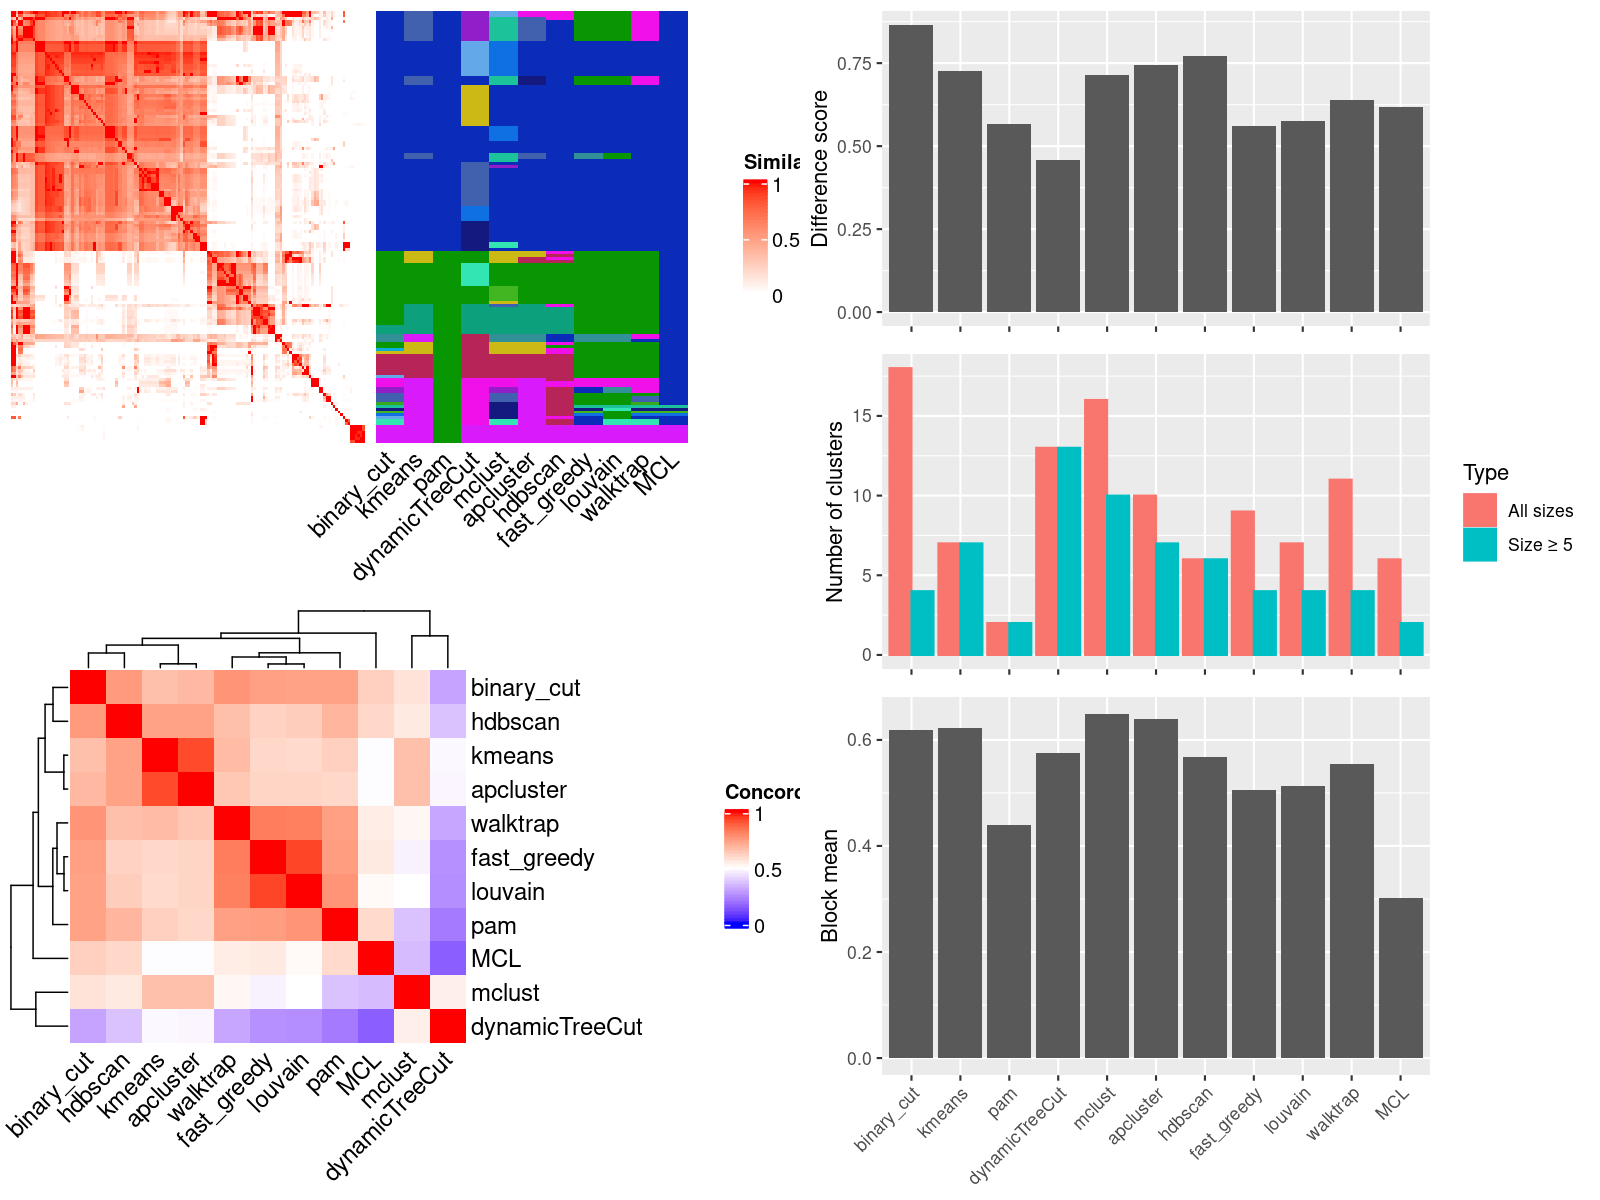 Simila
1
0.5
0
binary_cut
kmeans
pam
dynamicTreeCut
mclust
apcluster
hdbscan
fast_greedy
louvain
walktrap
MCL
Difference score
0.75
0.50
0.25
0.00
Number of clusters
15
10
5
0
Type
All sizes
Size ≥ 5
binary_cut
hdbscan
kmeans
apcluster
walktrap
fast_greedy
louvain
pam
MCL
mclust
dynamicTreeCut
binary_cut
hdbscan
kmeans
apcluster
walktrap
fast_greedy
louvain
pam
MCL
mclust
dynamicTreeCut
Concord
1
0.5
0
Block mean
0.6
0.4
0.2
0.0
binary_cut
kmeans
pam
dynamicTreeCut
mclust
apcluster
hdbscan
fast_greedy
louvain
walktrap
MCL